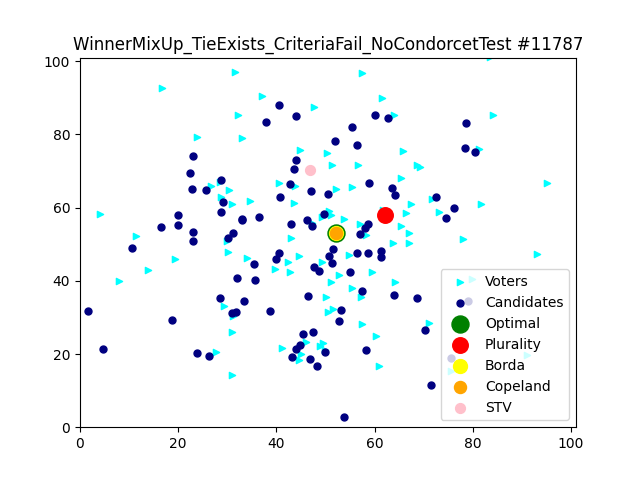 WinnerMixUp_TieExists_CriteriaFail_NoCondorcetTest #11787
100
80
60
40
20
0
0
20
40
60
80
100
Voters
Candidates
Optimal
Plurality
Borda
Copeland
STV